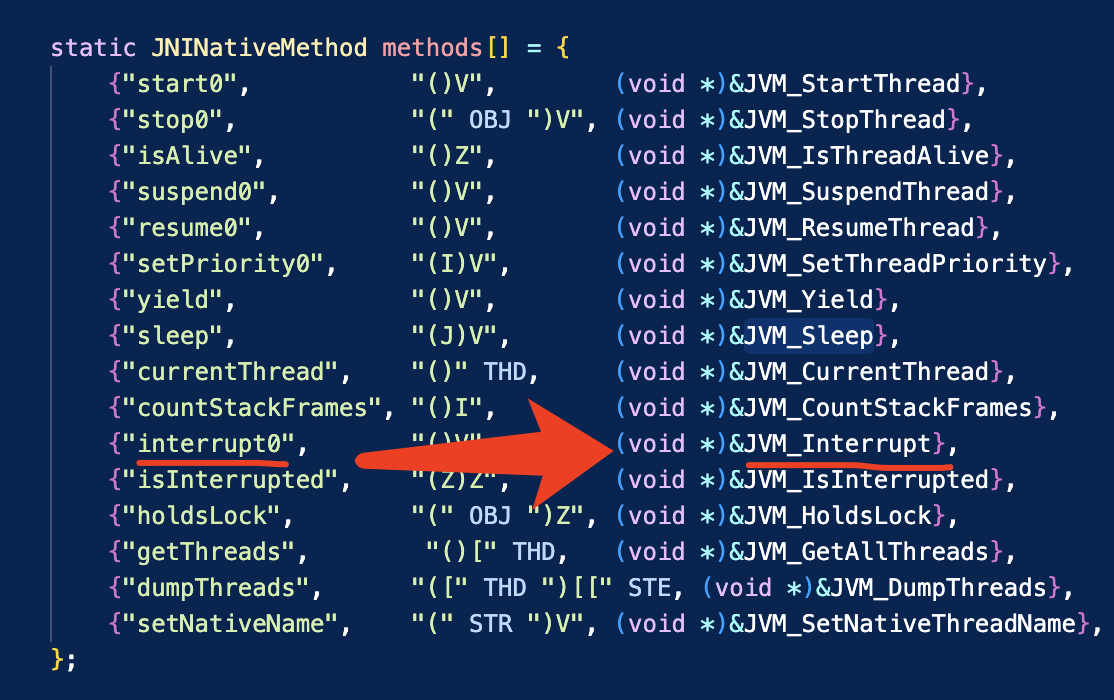 static JNINativeMethod methods[] = {
    {"start0",           "()V",        (void *)&JVM_StartThread},
    {"stop0",            "(" OBJ ")V", (void *)&JVM_StopThread},
    {"isAlive",          "()Z",        (void *)&JVM_IsThreadAlive},
    {"suspend0",         "()V",        (void *)&JVM_SuspendThread},
    {"resume0",          "()V",        (void *)&JVM_ResumeThread},
    {"setPriority0",     "(I)V",       (void *)&JVM_SetThreadPriority},
    {"yield",            "()V",        (void *)&JVM_Yield},
    {"sleep",            "(J)V",       (void *)&JVM_Sleep},
    {"currentThread",    "()" THD,     (void *)&JVM_CurrentThread},
    {"countStackFrames", "()I",        (void *)&JVM_CountStackFrames},
    {"interrupt0",       "()V",        (void *)&JVM_Interrupt},
    {"isInterrupted",    "(Z)Z",       (void *)&JVM_IsInterrupted},
    {"holdsLock",        "(" OBJ ")Z", (void *)&JVM_HoldsLock},
    {"getThreads",        "()[" THD,   (void *)&JVM_GetAllThreads},
    {"dumpThreads",      "([" THD ")[[" STE, (void *)&JVM_DumpThreads},
    {"setNativeName",    "(" STR ")V", (void *)&JVM_SetNativeThreadName},
};